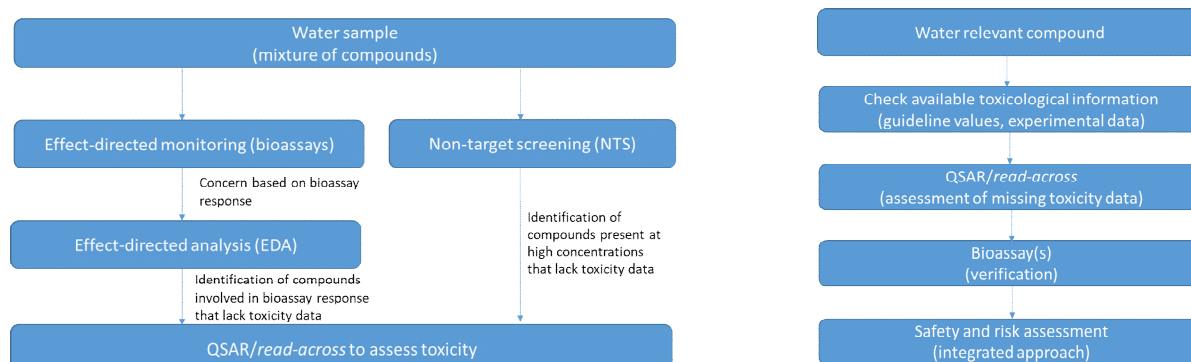 Water sample
(mixture of compounds)
Effect-directed monitoring (bioassays)
Non-target screening (NTS)
Concern based on bioassay
response
Effect-directed analysis (EDA)
Identification of
compounds present at
high concentrations
that lack toxicity data
Identification of compounds
involved in bioassay response
that lack toxicity data
QSAR/read-across to assess toxicity
Water relevant compound
Check available toxicological information
(guideline values, experimental data)
QSAR/read-across
(assessment of missing toxicity data)
Bioassay(s)
(verification)
Safety and risk assessment
(integrated approach)